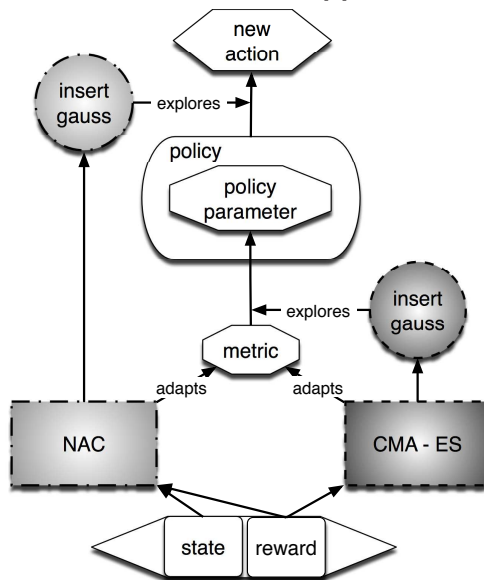 new
action
insert
gauss
explores
policy
policy
parameter
insert
gauss
explores
metric
adapts
adapts
NAC
CMA - ES
state
reward